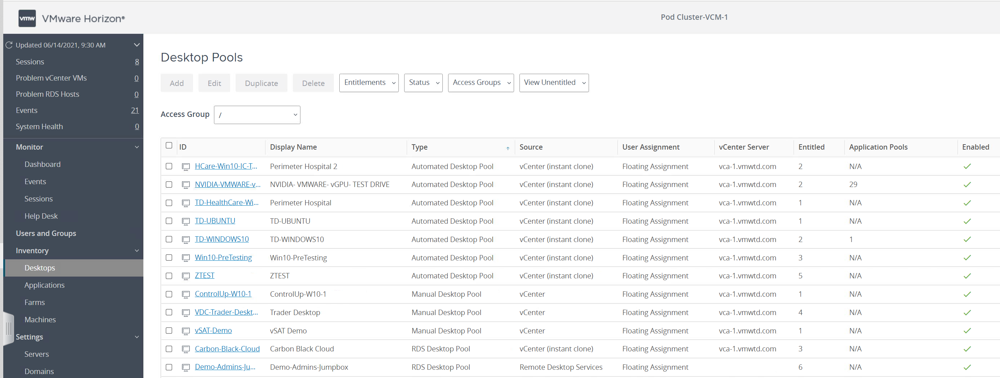 vmw VMware Horizon®
Pod Cluster-VCM-1
Updated 06/14/2021, 9:30 AM
Sessions 8
Problem vCenter VMs 0
Problem RDS Hosts 0
Events 21
System Health 0
Monitor
Dashboard
Events
Sessions
Help Desk
Users and Groups
Inventory
Desktops
Applications
Farms
Machines
Settings
Servers
Domains
Desktop Pools
Add Edit Duplicate Delete Entitlements Status Access Groups View Unentitled
Access Group /
ID Display Name Type Source User Assignment vCenter Server Entitled Application Pools Enabled
HCare-Win10-IC-T... Perimeter Hospital 2 Automated Desktop Pool vCenter (instant clone) Floating Assignment vca-1.vmwtd.com 2 N/A
NVIDIA-VMWARE-v... NVIDIA- VMWARE- vGPU- TEST DRIVE Automated Desktop Pool vCenter (instant clone) Floating Assignment vca-1.vmwtd.com 2 29
TD-HealthCare-Wi... Perimeter Hospital Automated Desktop Pool vCenter (instant clone) Floating Assignment vca-1.vmwtd.com 1 N/A
TD-UBUNTU TD-UBUNTU Automated Desktop Pool vCenter (instant clone) Floating Assignment vca-1.vmwtd.com 1 N/A
TD-WINDOWS10 TD-WINDOWS10 Automated Desktop Pool vCenter (instant clone) Floating Assignment vca-1.vmwtd.com 2 1
Win10-PreTesting Win10-PreTesting Automated Desktop Pool vCenter (instant clone) Floating Assignment vca-1.vmwtd.com 3 N/A
ZTEST ZTEST Automated Desktop Pool vCenter (instant clone) Floating Assignment vca-1.vmwtd.com 5 N/A
ControlUp-W10-1 ControlUp-W10-1 Manual Desktop Pool vCenter Floating Assignment vca-1.vmwtd.com 1 N/A
VDC-Trader-Deskt... Trader Desktop Manual Desktop Pool vCenter Floating Assignment vca-1.vmwtd.com 4 N/A
vSAT-Demo vSAT Demo Manual Desktop Pool vCenter Floating Assignment vca-1.vmwtd.com 1 N/A
Carbon-Black-Cloud Carbon Black Cloud RDS Desktop Pool vCenter (instant clone) Floating Assignment vca-1.vmwtd.com 3 N/A
Demo-Admins-Ju... Demo-Admins-Jumpbox RDS Desktop Pool Remote Desktop Services Floating Assignment 6 N/A